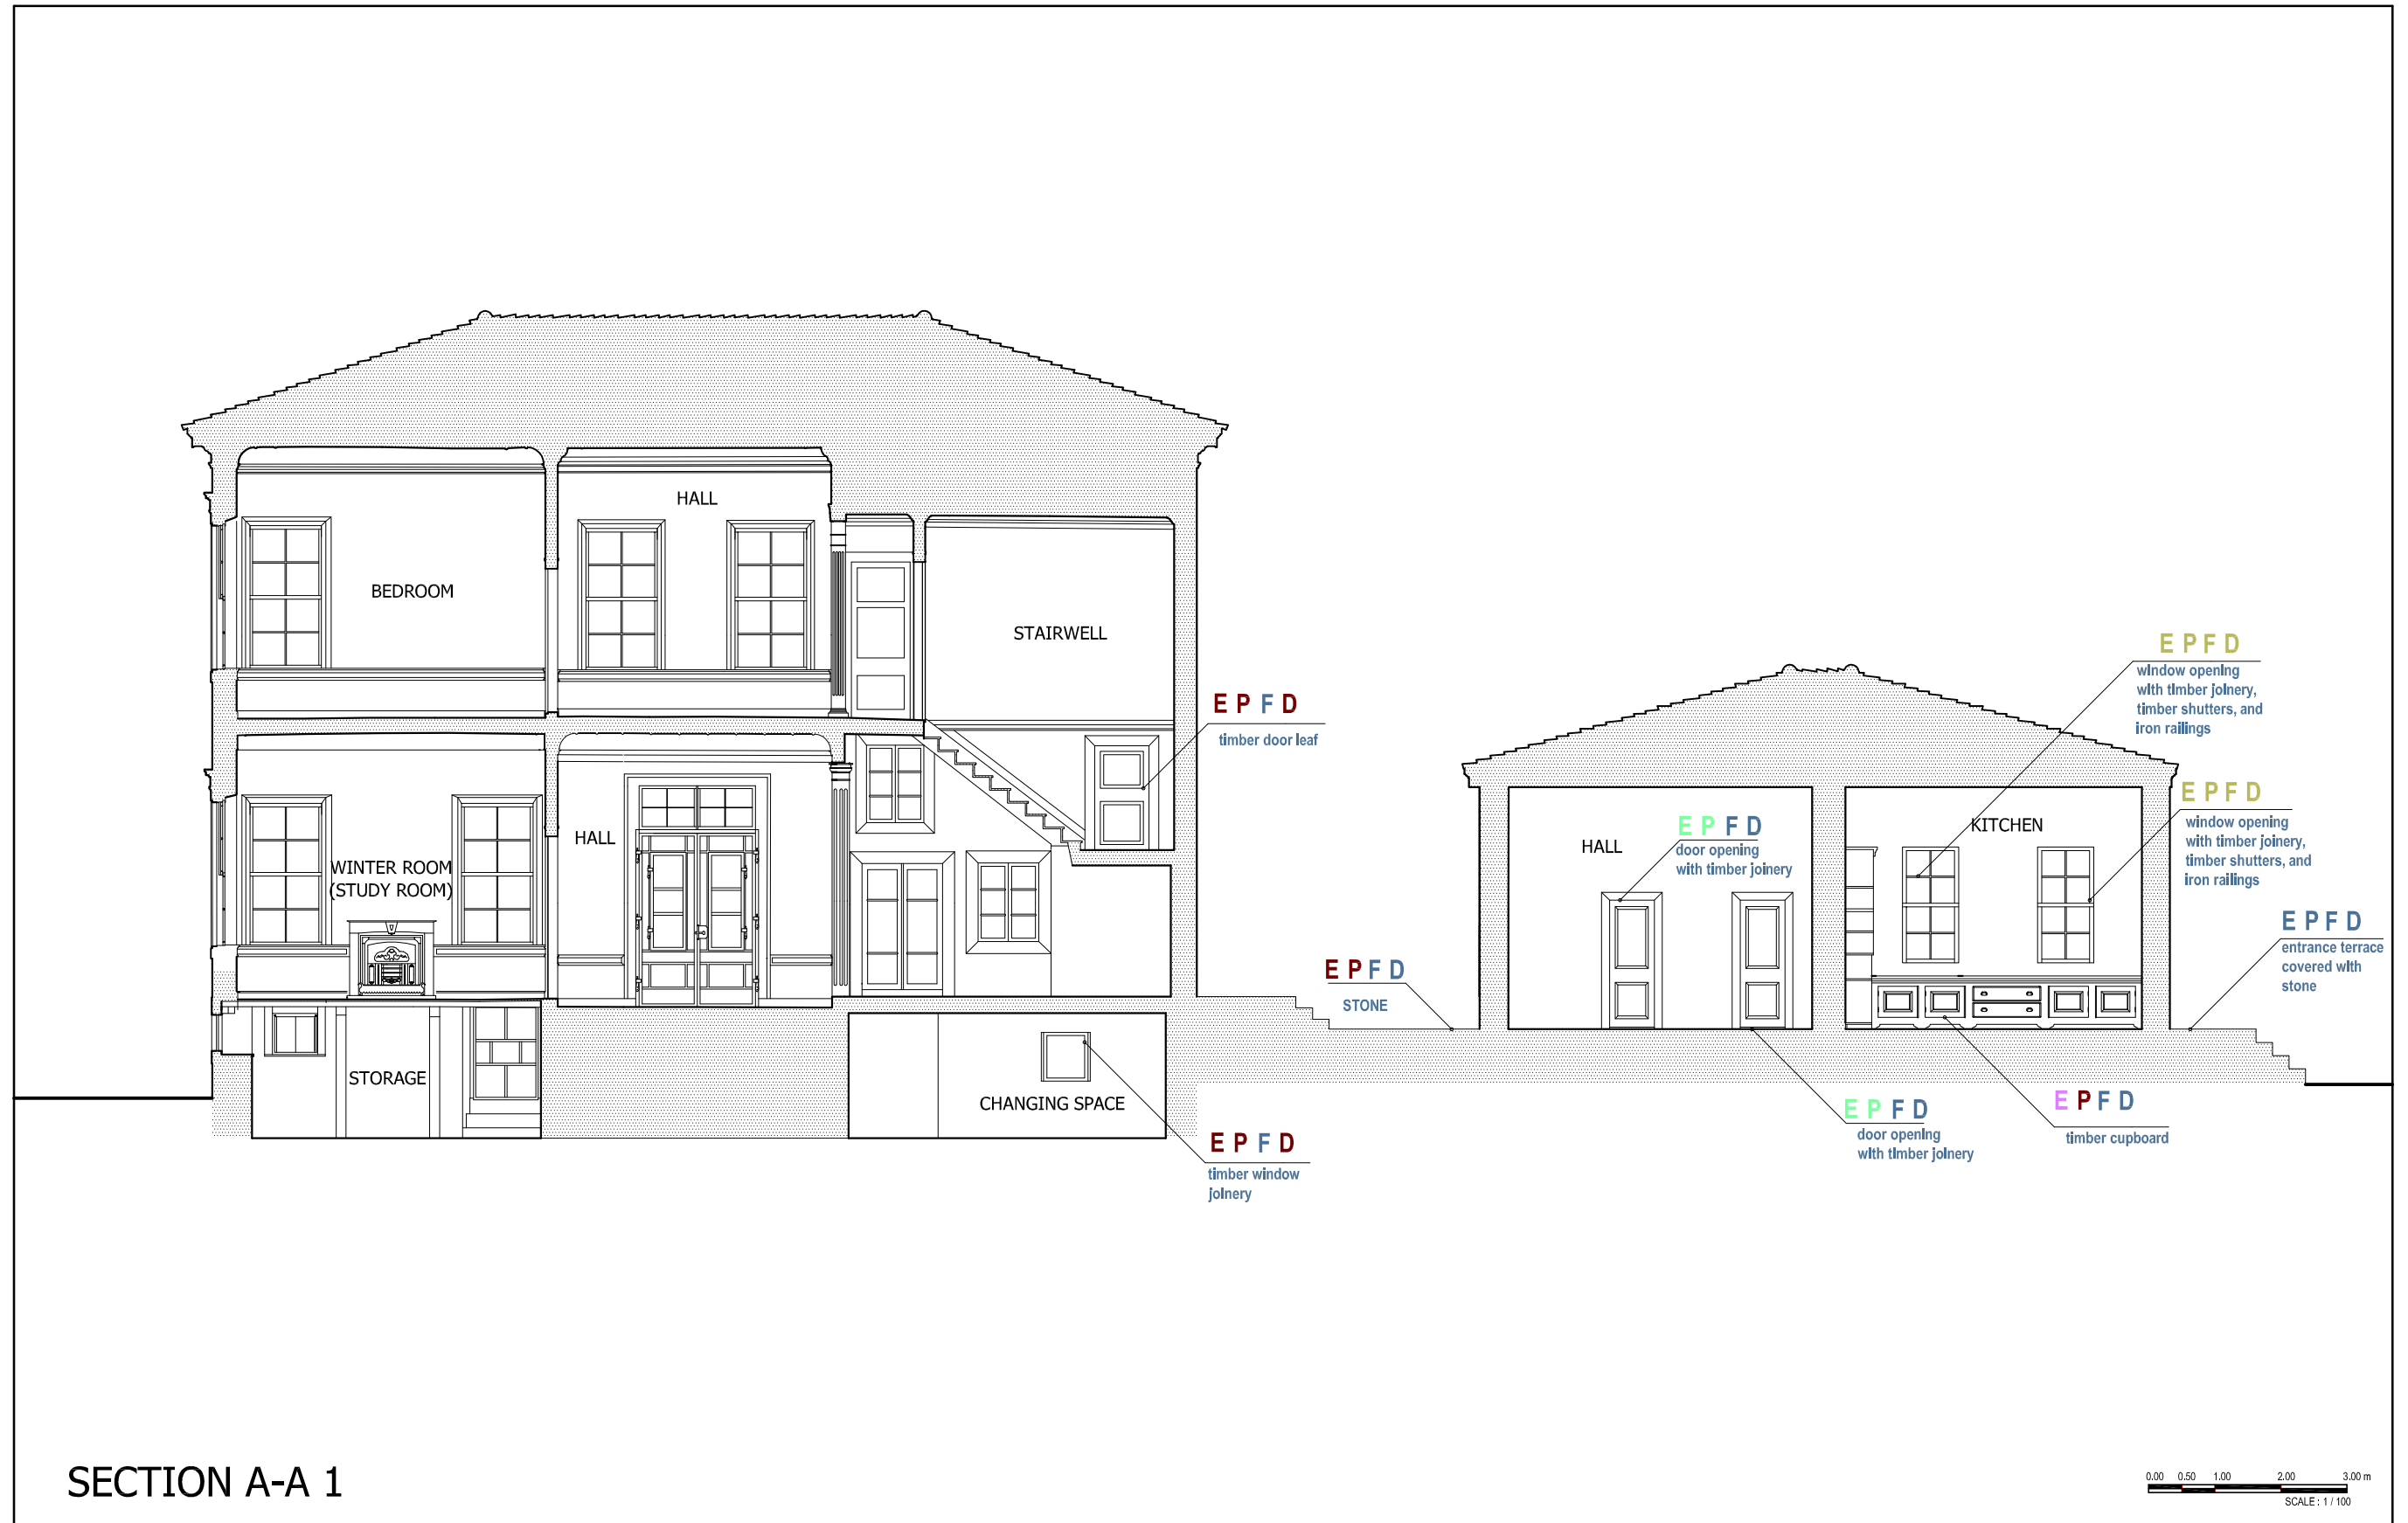 HALL
BEDROOM
STAIRWELL
E P F D
timber door leaf
HALL
WINTER ROOM
(STUDY ROOM)
STORAGE
CHANGING SPACE
E P F D
timber window
joinery
E P F D
STONE
HALL
E P F D
door opening
with timber joinery
KITCHEN
E P F D
window opening
with timber joinery,
timber shutters, and
iron railings
E P F D
window opening
with timber joinery,
timber shutters, and
iron railings
E P F D
entrance terrace
covered with
stone
E P F D
door opening
with timber joinery
E P F D
timber cupboard
SECTION A-A 1
0.00 0.50 1.00 2.00 3.00 m
SCALE : 1 / 100